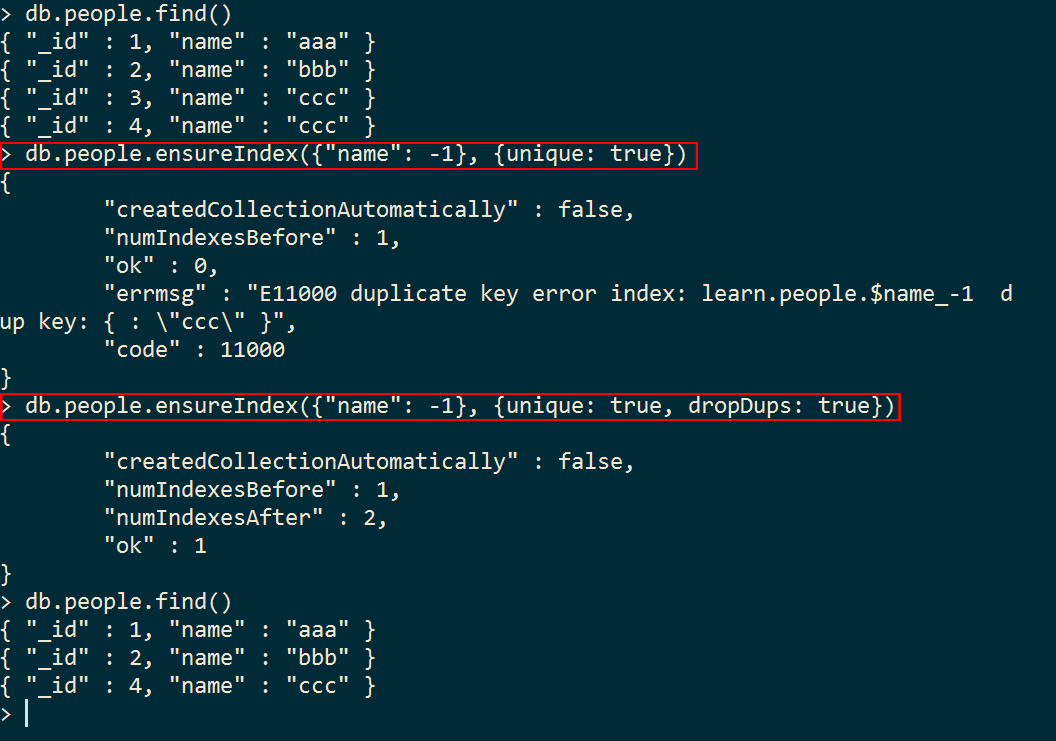 > db.people.find()
{ "_id" : 1, "name" : "aaa" }
{ "_id" : 2, "name" : "bbb" }
{ "_id" : 3, "name" : "ccc" }
{ "_id" : 4, "name" : "ccc" }
> db.people.ensureIndex({"name": -1}, {unique: true})
{
        "createdCollectionAutomatically" : false,
        "numIndexesBefore" : 1,
        "ok" : 0,
        "errmsg" : "E11000 duplicate key error index: learn.people.$name_-1  d
up key: { : \"ccc\" }",
        "code" : 11000
}
> db.people.ensureIndex({"name": -1}, {unique: true, dropDups: true})
{
        "createdCollectionAutomatically" : false,
        "numIndexesBefore" : 1,
        "numIndexesAfter" : 2,
        "ok" : 1
}
> db.people.find()
{ "_id" : 1, "name" : "aaa" }
{ "_id" : 2, "name" : "bbb" }
{ "_id" : 4, "name" : "ccc" }
>